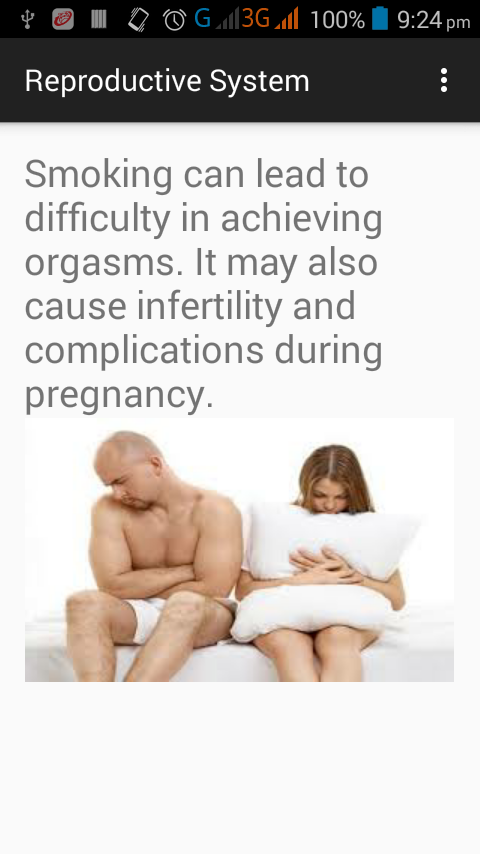 G 3G 100% 9:24 pm
Reproductive System
Smoking can lead to
difficulty in achieving
orgasms. It may also
cause infertility and
complications during
pregnancy.